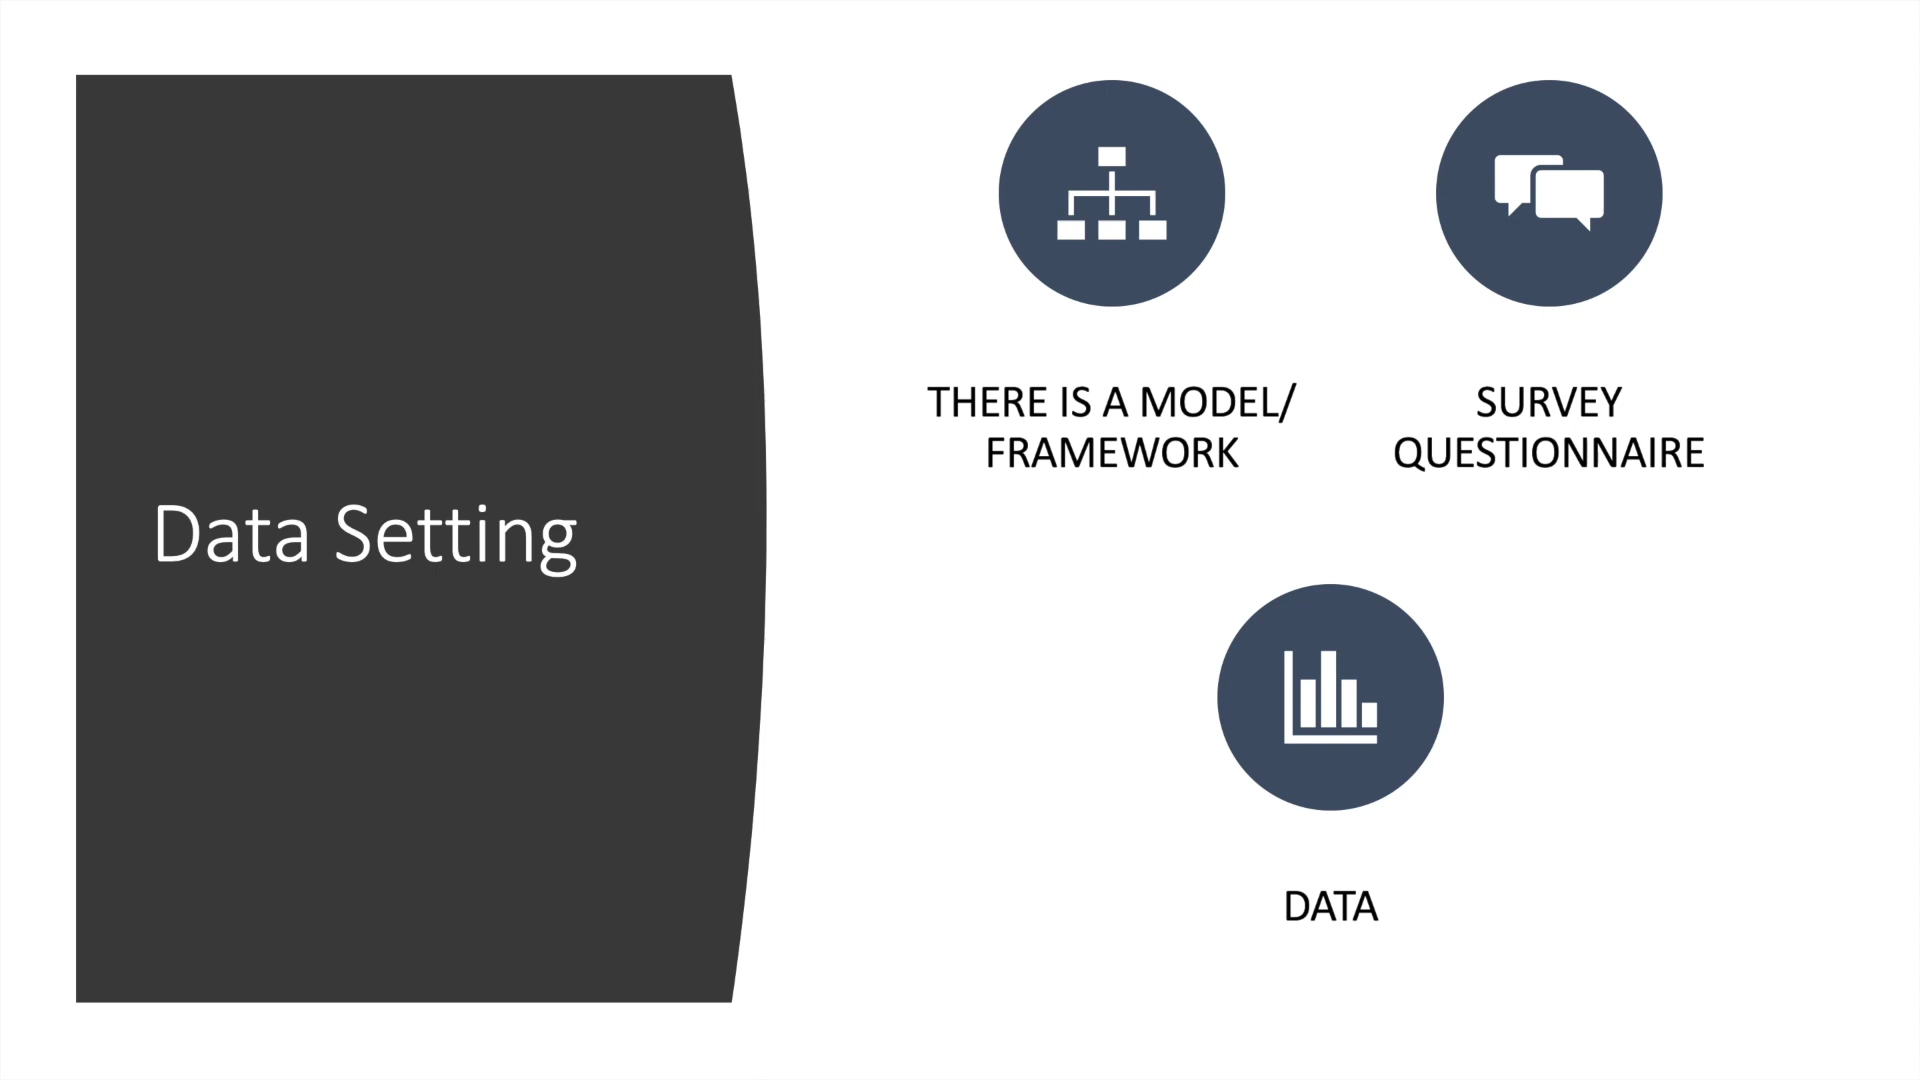 Data Setting
THERE IS A MODEL/
FRAMEWORK
SURVEY
QUESTIONNAIRE
DATA